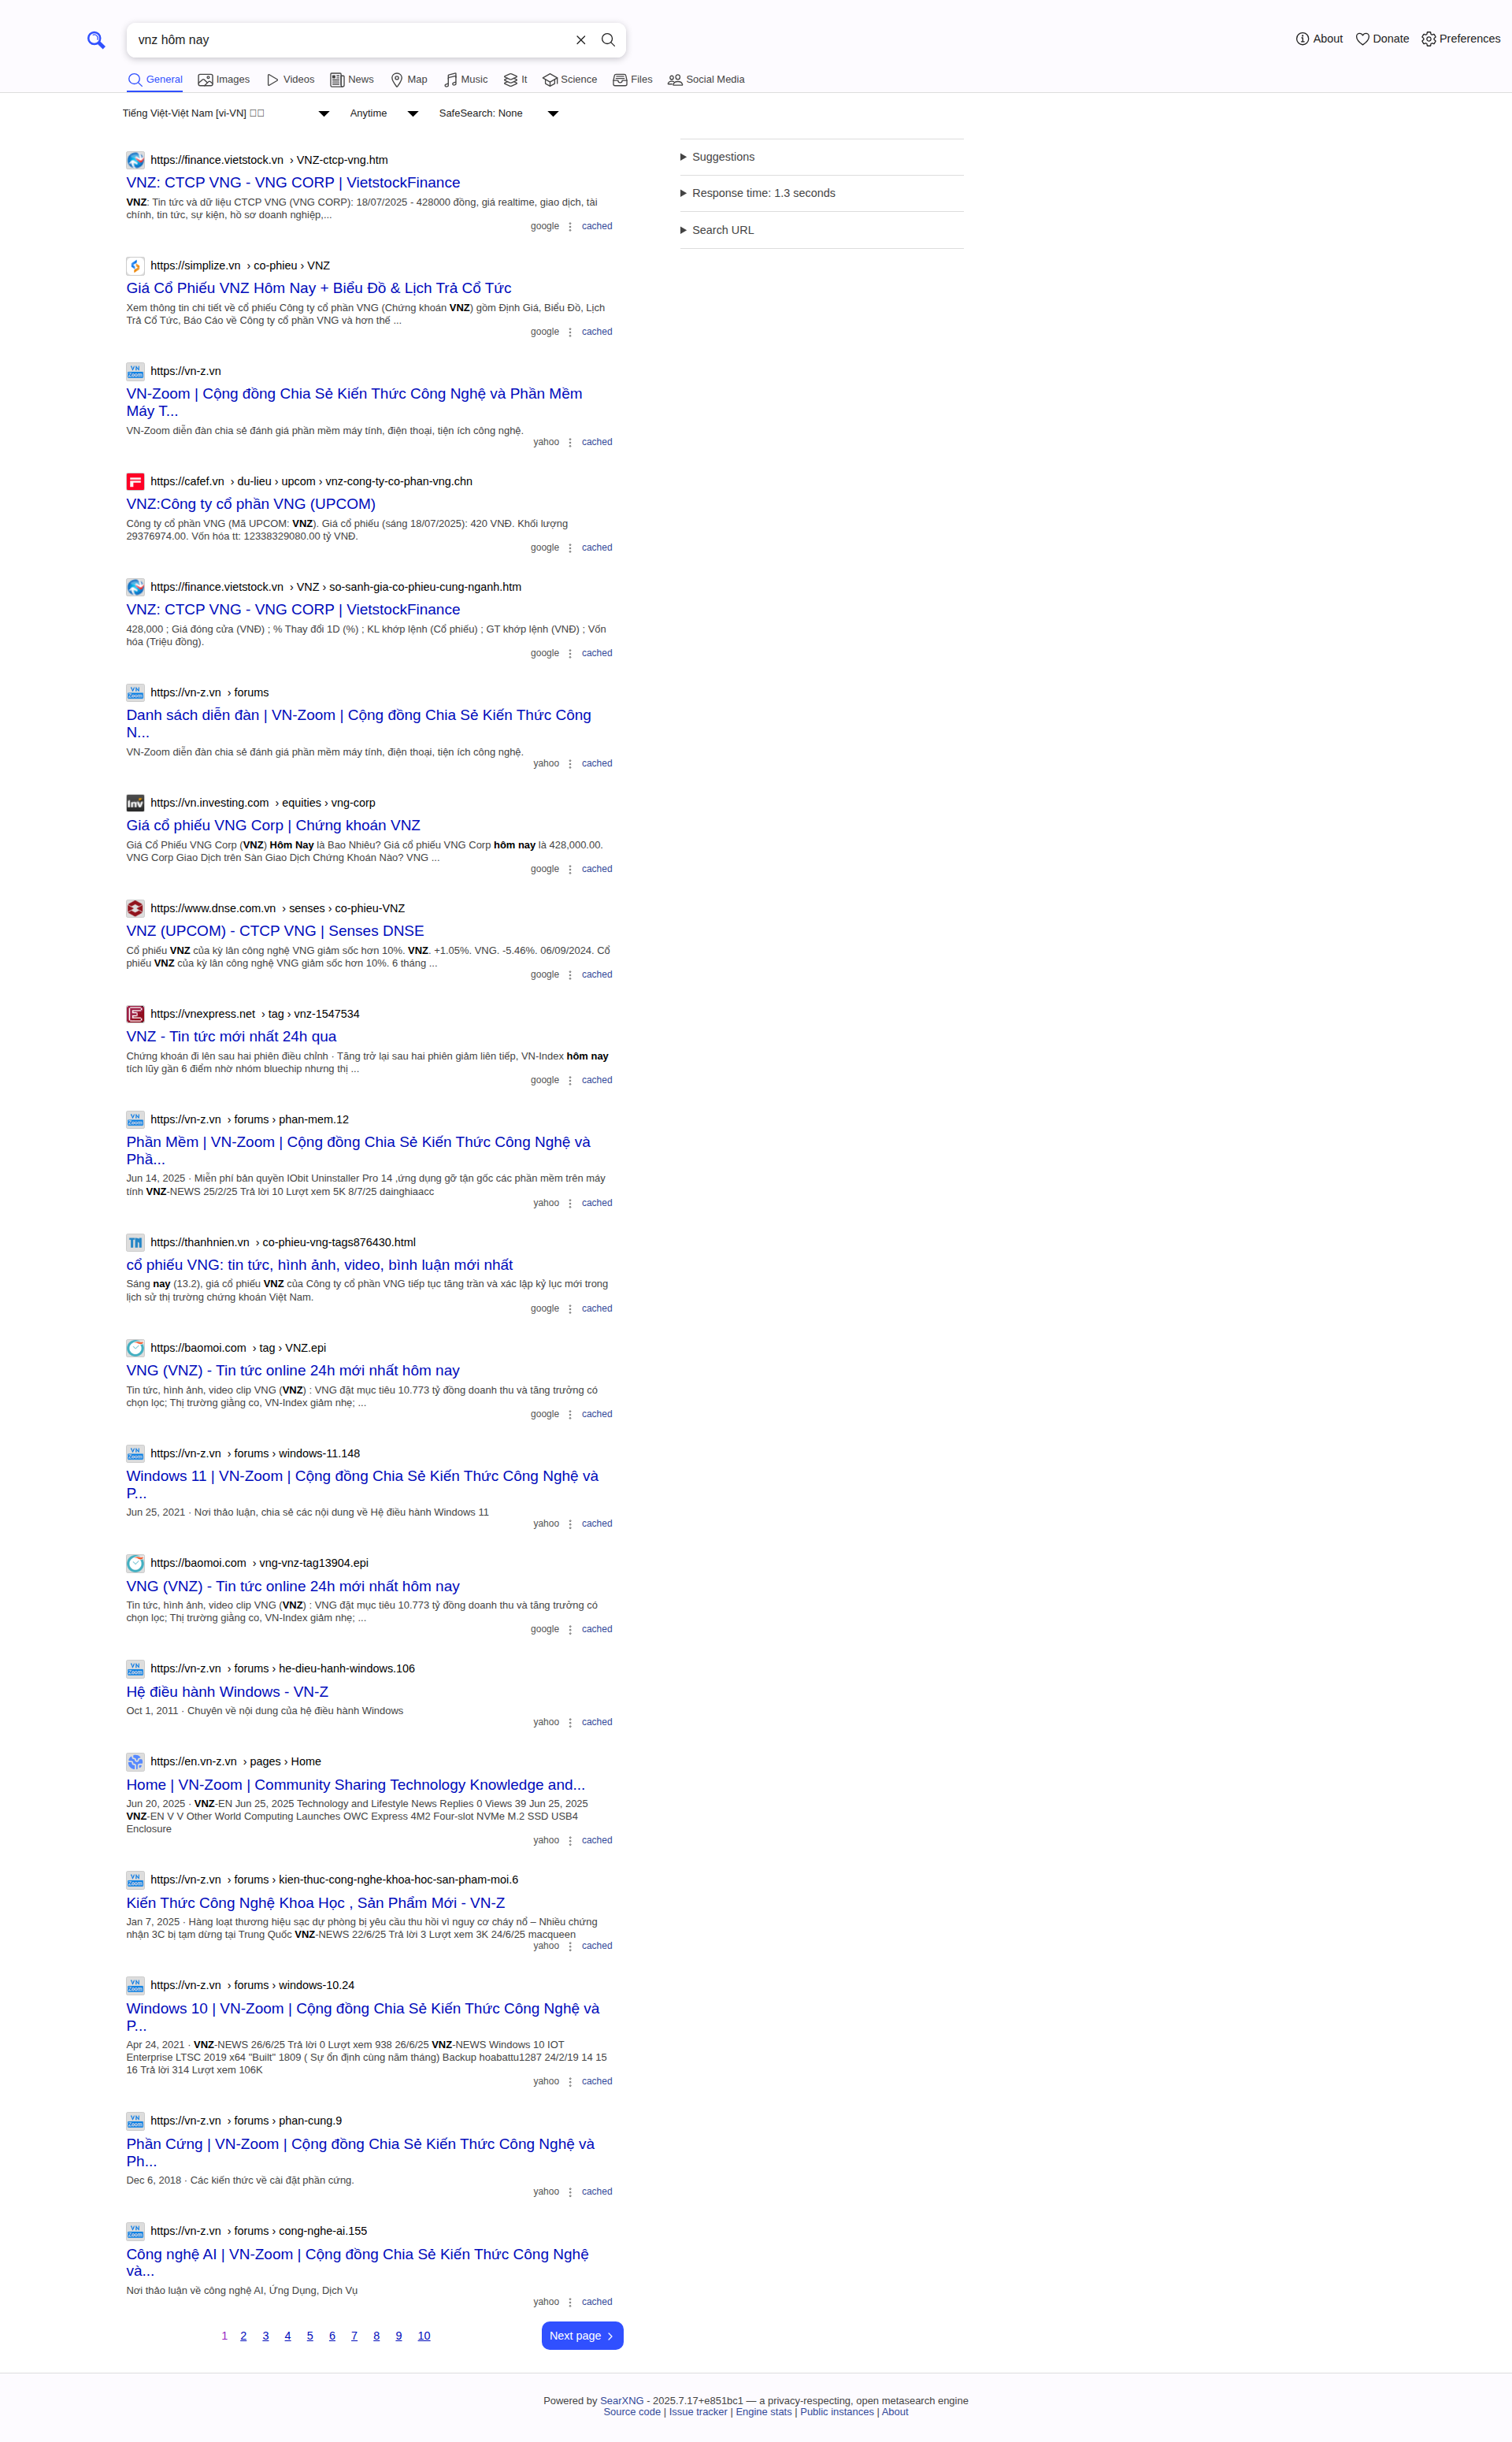 vnz hôm nay
About
Donate
Preferences
General
Images
Videos
News
Map
Music
It
Science
Files
Social Media
Tiếng Việt-Việt Nam [vi-VN]
Anytime
SafeSearch: None
https://finance.vietstock.vn › VNZ-ctcp-vng.htm
VNZ: CTCP VNG - VNG CORP | VietstockFinance
VNZ: Tin tức và dữ liệu CTCP VNG (VNG CORP): 18/07/2025 - 428000 đồng, giá realtime, giao dịch, tài
chính, tin tức, sự kiện, hồ sơ doanh nghiệp,...
google
cached
https://simplize.vn › co-phieu › VNZ
Giá Cổ Phiếu VNZ Hôm Nay + Biểu Đồ & Lịch Trả Cổ Tức
Xem thông tin chi tiết về cổ phiếu Công ty cổ phần VNG (Chứng khoán VNZ) gồm Định Giá, Biểu Đồ, Lịch
Trả Cổ Tức, Báo Cáo về Công ty cổ phần VNG và hơn thế ...
google
cached
https://vn-z.vn
VN-Zoom | Cộng đồng Chia Sẻ Kiến Thức Công Nghệ và Phần Mềm
Máy T...
VN-Zoom diễn đàn chia sẻ đánh giá phần mềm máy tính, điện thoại, tiện ích công nghệ.
yahoo
cached
https://cafef.vn › du-lieu › upcom › vnz-cong-ty-co-phan-vng.chn
VNZ:Công ty cổ phần VNG (UPCOM)
Công ty cổ phần VNG (Mã UPCOM: VNZ). Giá cổ phiếu (sáng 18/07/2025): 420 VNĐ. Khối lượng
29376974.00. Vốn hóa tt: 12338329080.00 tỷ VNĐ.
google
cached
https://finance.vietstock.vn › VNZ › so-sanh-gia-co-phieu-cung-nganh.htm
VNZ: CTCP VNG - VNG CORP | VietstockFinance
428,000 ; Giá đóng cửa (VNĐ) ; % Thay đổi 1D (%) ; KL khớp lệnh (Cổ phiếu) ; GT khớp lệnh (VNĐ) ; Vốn
hóa (Triệu đồng).
google
cached
https://vn-z.vn › forums
Danh sách diễn đàn | VN-Zoom | Cộng đồng Chia Sẻ Kiến Thức Công
N...
VN-Zoom diễn đàn chia sẻ đánh giá phần mềm máy tính, điện thoại, tiện ích công nghệ.
yahoo
cached
https://vn.investing.com › equities › vng-corp
Giá cổ phiếu VNG Corp | Chứng khoán VNZ
Giá Cổ Phiếu VNG Corp (VNZ) Hôm Nay là Bao Nhiêu? Giá cổ phiếu VNG Corp hôm nay là 428,000.00.
VNG Corp Giao Dịch trên Sàn Giao Dịch Chứng Khoán Nào? VNG ...
google
cached
https://www.dnse.com.vn › senses › co-phieu-VNZ
VNZ (UPCOM) - CTCP VNG | Senses DNSE
Cổ phiếu VNZ của kỳ lân công nghệ VNG giảm sốc hơn 10%. VNZ. +1.05%. VNG. -5.46%. 06/09/2024. Cổ
phiếu VNZ của kỳ lân công nghệ VNG giảm sốc hơn 10%. 6 tháng ...
google
cached
https://vnexpress.net › tag › vnz-1547534
VNZ - Tin tức mới nhất 24h qua
Chứng khoán đi lên sau hai phiên điều chỉnh · Tăng trở lại sau hai phiên giảm liên tiếp, VN-Index hôm nay
tích lũy gần 6 điểm nhờ nhóm bluechip nhưng thị ...
google
cached
https://vn-z.vn › forums › phan-mem.12
Phần Mềm | VN-Zoom | Cộng đồng Chia Sẻ Kiến Thức Công Nghệ và
Phầ...
Jun 14, 2025 · Miễn phí bản quyền IObit Uninstaller Pro 14 ,ứng dụng gỡ tận gốc các phần mềm trên máy
tính VNZ-NEWS 25/2/25 Trả lời 10 Lượt xem 5K 8/7/25 dainghiaacc
yahoo
cached
https://thanhnien.vn › co-phieu-vng-tags876430.html
cổ phiếu VNG: tin tức, hình ảnh, video, bình luận mới nhất
Sáng nay (13.2), giá cổ phiếu VNZ của Công ty cổ phần VNG tiếp tục tăng trần và xác lập kỷ lục mới trong
lịch sử thị trường chứng khoán Việt Nam.
google
cached
https://baomoi.com › tag › VNZ.epi
VNG (VNZ) - Tin tức online 24h mới nhất hôm nay
Tin tức, hình ảnh, video clip VNG (VNZ) : VNG đặt mục tiêu 10.773 tỷ đồng doanh thu và tăng trưởng có
chọn lọc; Thị trường giằng co, VN-Index giảm nhẹ; ...
google
cached
https://vn-z.vn › forums › windows-11.148
Windows 11 | VN-Zoom | Cộng đồng Chia Sẻ Kiến Thức Công Nghệ và
P...
Jun 25, 2021 · Nơi thảo luận, chia sẻ các nội dung về Hệ điều hành Windows 11
yahoo
cached
https://baomoi.com › vng-vnz-tag13904.epi
VNG (VNZ) - Tin tức online 24h mới nhất hôm nay
Tin tức, hình ảnh, video clip VNG (VNZ) : VNG đặt mục tiêu 10.773 tỷ đồng doanh thu và tăng trưởng có
chọn lọc; Thị trường giằng co, VN-Index giảm nhẹ; ...
google
cached
https://vn-z.vn › forums › he-dieu-hanh-windows.106
Hệ điều hành Windows - VN-Z
Oct 1, 2011 · Chuyên về nội dung của hệ điều hành Windows
yahoo
cached
https://en.vn-z.vn › pages › Home
Home | VN-Zoom | Community Sharing Technology Knowledge and...
Jun 20, 2025 · VNZ-EN Jun 25, 2025 Technology and Lifestyle News Replies 0 Views 39 Jun 25, 2025
VNZ-EN V V Other World Computing Launches OWC Express 4M2 Four-slot NVMe M.2 SSD USB4
Enclosure
yahoo
cached
https://vn-z.vn › forums › kien-thuc-cong-nghe-khoa-hoc-san-pham-moi.6
Kiến Thức Công Nghệ Khoa Học , Sản Phẩm Mới - VN-Z
Jan 7, 2025 · Hàng loạt thương hiệu sạc dự phòng bị yêu cầu thu hồi vì nguy cơ cháy nổ – Nhiều chứng
nhận 3C bị tạm dừng tại Trung Quốc VNZ-NEWS 22/6/25 Trả lời 3 Lượt xem 3K 24/6/25 macqueen
yahoo
cached
https://vn-z.vn › forums › windows-10.24
Windows 10 | VN-Zoom | Cộng đồng Chia Sẻ Kiến Thức Công Nghệ và
P...
Apr 24, 2021 · VNZ-NEWS 26/6/25 Trả lời 0 Lượt xem 938 26/6/25 VNZ-NEWS Windows 10 IOT
Enterprise LTSC 2019 x64 "Built" 1809 ( Sự ổn định cùng năm tháng) Backup hoabattu1287 24/2/19 14 15
16 Trả lời 314 Lượt xem 106K
yahoo
cached
https://vn-z.vn › forums › phan-cung.9
Phần Cứng | VN-Zoom | Cộng đồng Chia Sẻ Kiến Thức Công Nghệ và
Ph...
Dec 6, 2018 · Các kiến thức về cài đặt phần cứng.
yahoo
cached
https://vn-z.vn › forums › cong-nghe-ai.155
Công nghệ AI | VN-Zoom | Cộng đồng Chia Sẻ Kiến Thức Công Nghệ
và...
Nơi thảo luận về công nghệ AI, Ứng Dụng, Dịch Vụ
yahoo
cached
Suggestions
Response time: 1.3 seconds
Search URL
1 2 3 4 5 6 7 8 9 10
Next page
Powered by SearXNG - 2025.7.17+e851bc1 — a privacy-respecting, open metasearch engine
Source code | Issue tracker | Engine stats | Public instances | About